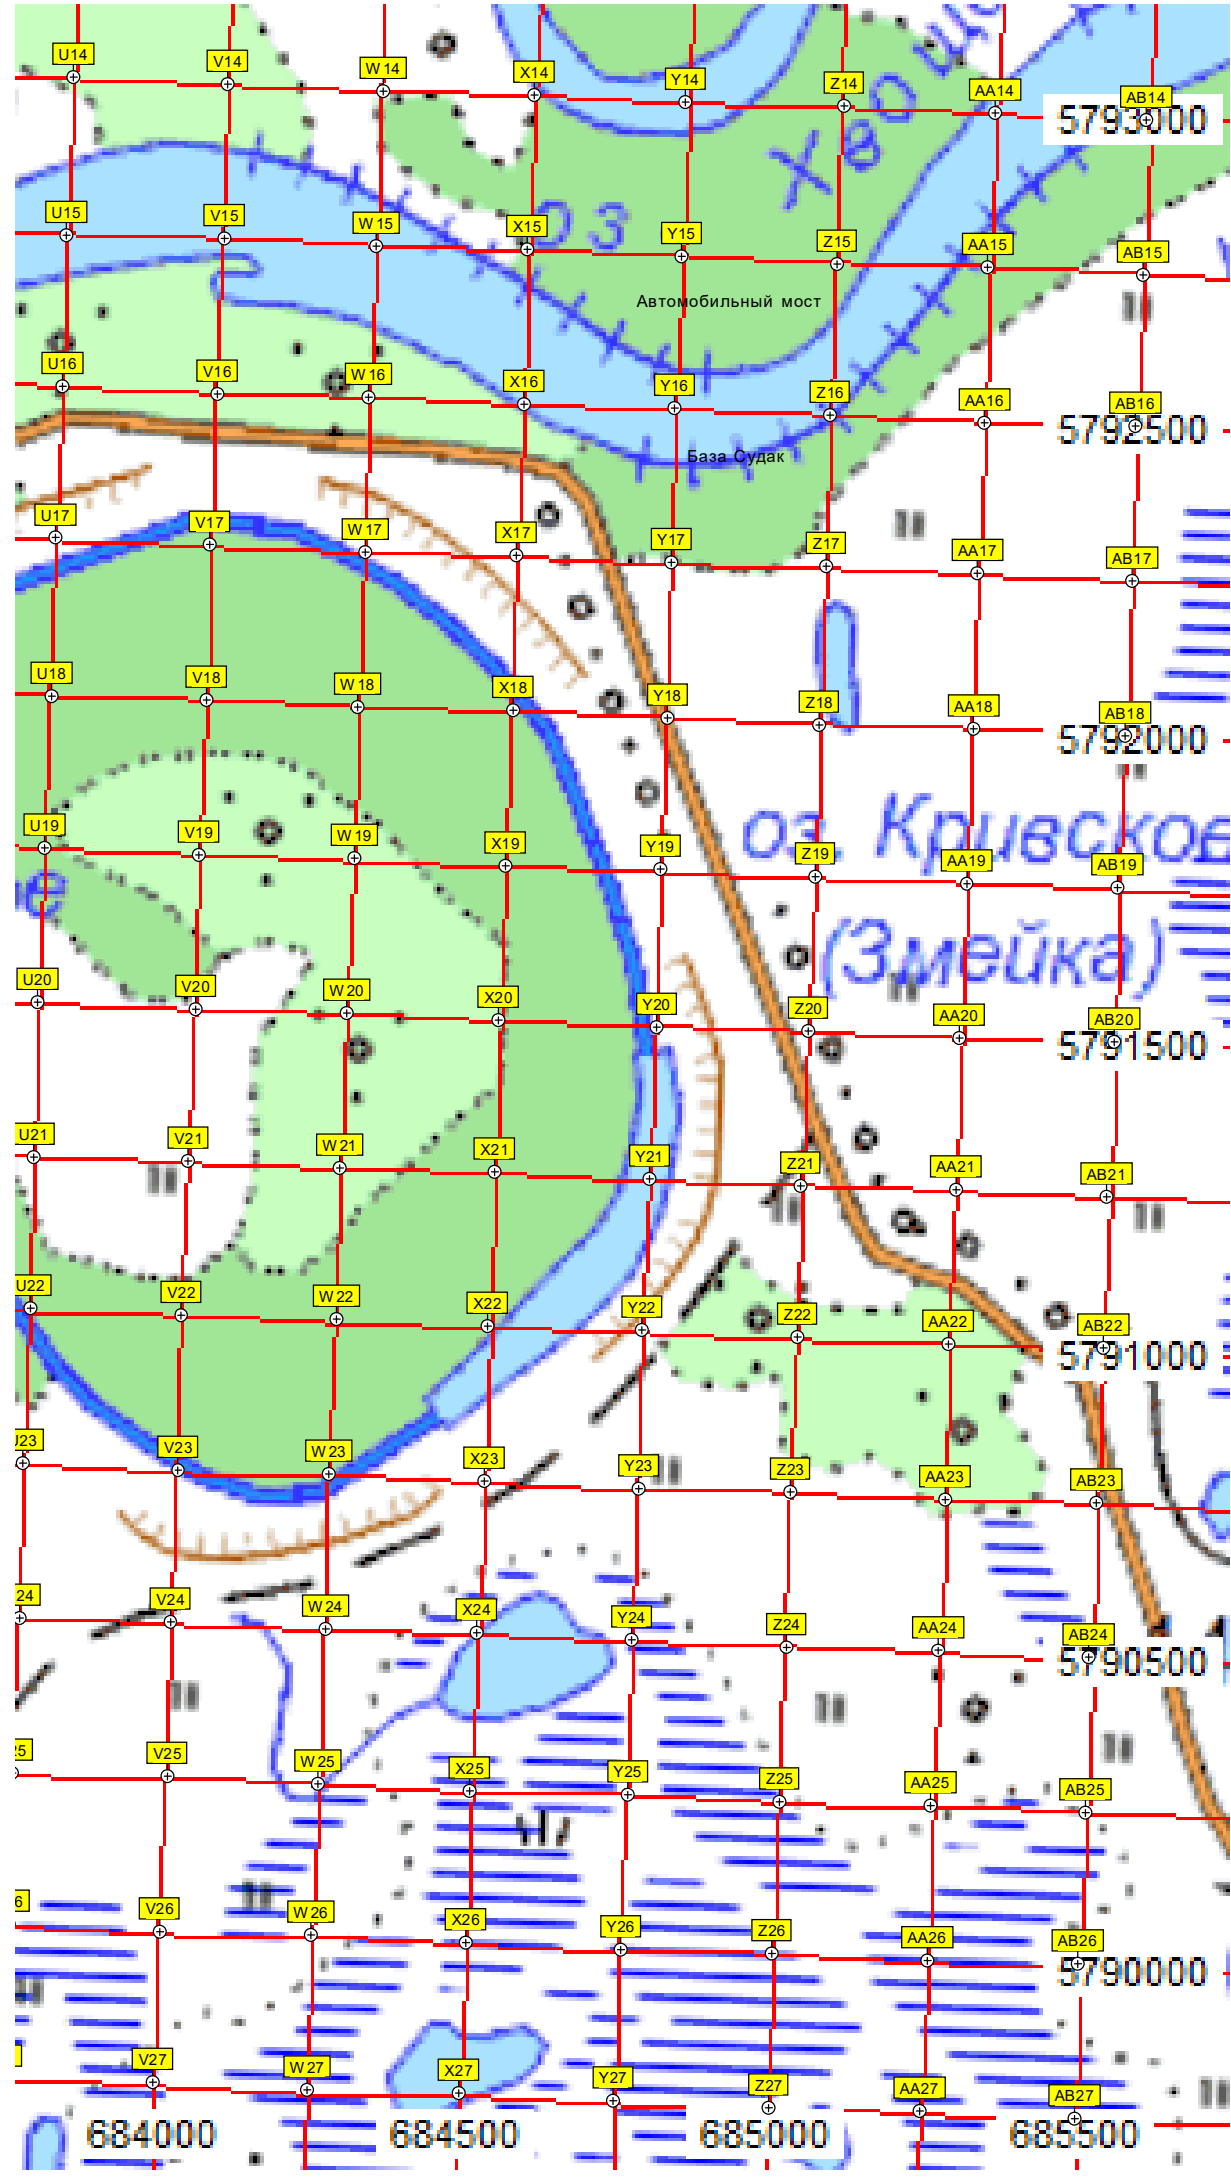 U14 V14 W14 X14 Y14 Z14 AA14 AB14
5793000
Хвощ
U15 V15 W15 X15 Y15 Z15 AA15 AB15
оз
Автомобильный мост
U16 V16 W16 X16 Y16 Z16 AA16 AB16
5792500
База Судак
U17 V17 W17 X17 Y17 Z17 AA17 AB17
U18 V18 W18 X18 Y18 Z18 AA18 AB18
5792000
оз. Кривское
U19 V19 W19 X19 Y19 Z19 AA19 AB19
е
(Змейка)
U20 V20 W20 X20 Y20 Z20 AA20 AB20
5791500
U21 V21 W21 X21 Y21 Z21 AA21 AB21
U22 V22 W22 X22 Y22 Z22 AA22 AB22
5791000
U23 V23 W23 X23 Y23 Z23 AA23 AB23
24 V24 W24 X24 Y24 Z24 AA24 AB24
5790500
25 V25 W25 X25 Y25 Z25 AA25 AB25
6 V26 W26 X26 Y26 Z26 AA26 AB26
5790000
V27 W27 X27 Y27 Z27 AA27 AB27
684000 684500 685000 685500